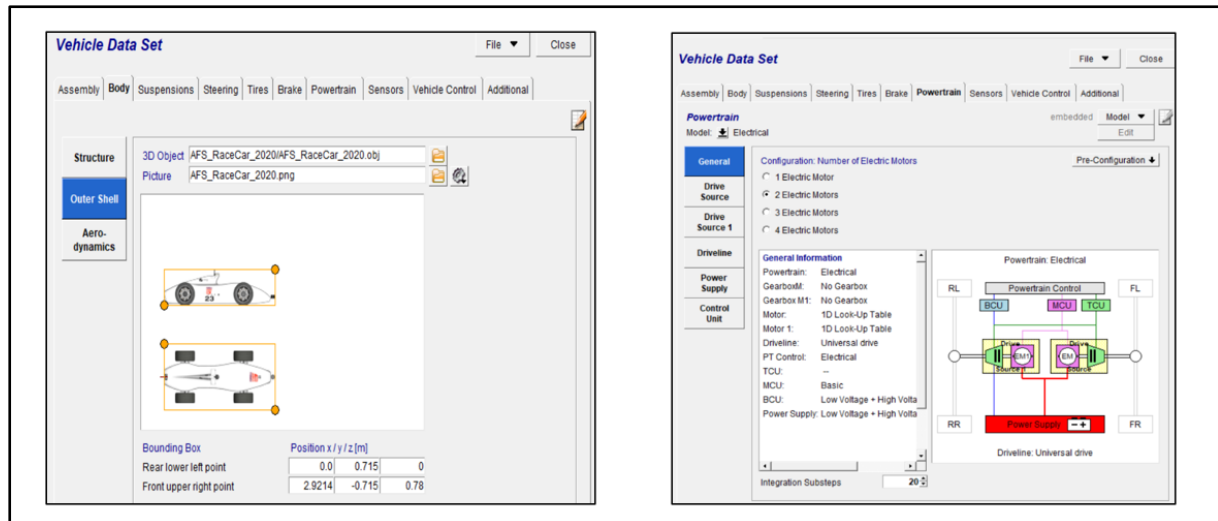 Vehicle Data Set
File ▼ Close
Assembly Body Suspensions Steering Tires Brake Powertrain Sensors Vehicle Control Additional
Structure
Outer Shell
Aero-
dynamics
3D Object AFS_RaceCar_2020/AFS_RaceCar_2020.obj
Picture AFS_RaceCar_2020.png
23
Bounding Box Position x / y / z [m]
Rear lower left point 0.0 0.715 0
Front upper right point 2.9214 -0.715 0.78
Vehicle Data Set
File ▼ Close
Assembly Body Suspensions Steering Tires Brake Powertrain Sensors Vehicle Control Additional
Powertrain embedded Model ▼
Model: Electrical Edit
General
Drive
Source
Drive
Source 1
Driveline
Power
Supply
Control
Unit
Configuration: Number of Electric Motors Pre-Configuration
1 Electric Motor
2 Electric Motors
3 Electric Motors
4 Electric Motors
General Information
Powertrain: Electrical
GearboxM: No Gearbox
Gearbox M1: No Gearbox
Motor: 1D Look-Up Table
Motor 1: 1D Look-Up Table
Driveline: Universal drive
PT Control: Electrical
TCU: --
MCU: Basic
BCU: Low Voltage + High Volta
Power Supply: Low Voltage + High Volta
Powertrain: Electrical
RL Powertrain Control FL
BCU MCU TCU
Drive Drive
EM1 EM
Source 1 Source
RR Power Supply - + FR
Driveline: Universal drive
Integration Substeps 20